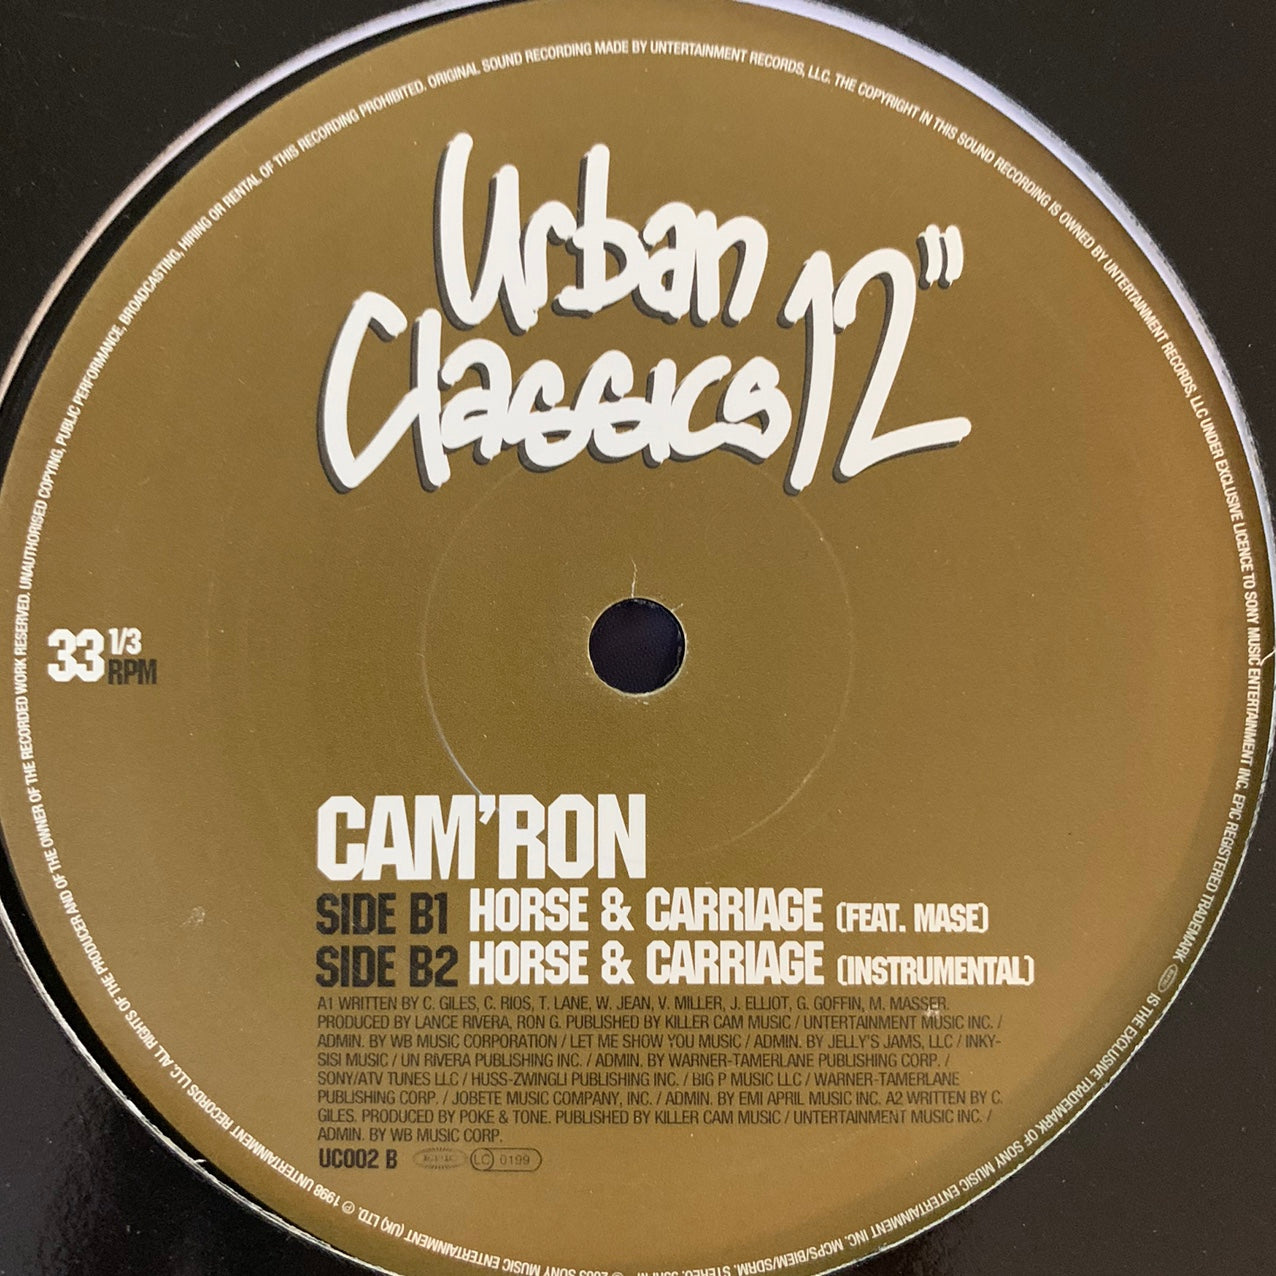 Urban
Classics 12"
33 1/3
RPM
CAM'RON
SIDE B1 HORSE & CARRIAGE (FEAT. MASE)
SIDE B2 HORSE & CARRIAGE (INSTRUMENTAL)
A1 WRITTEN BY C. GILES, C. RIOS, T. LANE, W. JEAN, V. MILLER, J. ELLIOT, G. GOFFIN, M. MASSER.
PRODUCED BY LANCE RIVERA, RON G. PUBLISHED BY KILLER CAM MUSIC / UNTERTAINMENT MUSIC INC. /
ADMIN. BY WB MUSIC CORPORATION / LET ME SHOW YOU MUSIC / ADMIN. BY JELLY'S JAMS, LLC / INKY-
SISI MUSIC / UN RIVERA PUBLISHING INC. / ADMIN. BY WARNER-TAMERLANE PUBLISHING CORP. /
SONY/ATV TUNES LLC / HUSS-ZWINGLI PUBLISHING INC. / BIG P MUSIC LLC / WARNER-TAMERLANE
PUBLISHING CORP. / JOBETE MUSIC COMPANY, INC. / ADMIN. BY EMI APRIL MUSIC INC. A2 WRITTEN BY C.
GILES. PRODUCED BY POKE & TONE. PUBLISHED BY KILLER CAM MUSIC / UNTERTAINMENT MUSIC INC. /
ADMIN. BY WB MUSIC CORP.
UC002 B EPIC LC 0199
℗ 1998 UNTERTAINMENT RECORDS LLC. ALL RIGHTS OF THE PRODUCER AND OF THE OWNER OF THE RECORDED WORK RESERVED. UNAUTHORISED COPYING, PUBLIC PERFORMANCE, BROADCASTING, HIRING OR RENTAL OF THIS RECORDING PROHIBITED. ORIGINAL SOUND RECORDING MADE BY UNTERTAINMENT RECORDS, LLC. THE COPYRIGHT IN THIS SOUND RECORDING IS OWNED BY UNTERTAINMENT RECORDS, LLC UNDER EXCLUSIVE LICENCE TO SONY MUSIC ENTERTAINMENT INC. EPIC REGISTERED TRADEMARK EPIC IS THE EXCLUSIVE TRADEMARK OF SONY MUSIC ENTERTAINMENT INC. MCPS/BIEM/SDRM. STEREO. © 2003 SONY MUSIC ENTERTAINMENT (UK) LTD.